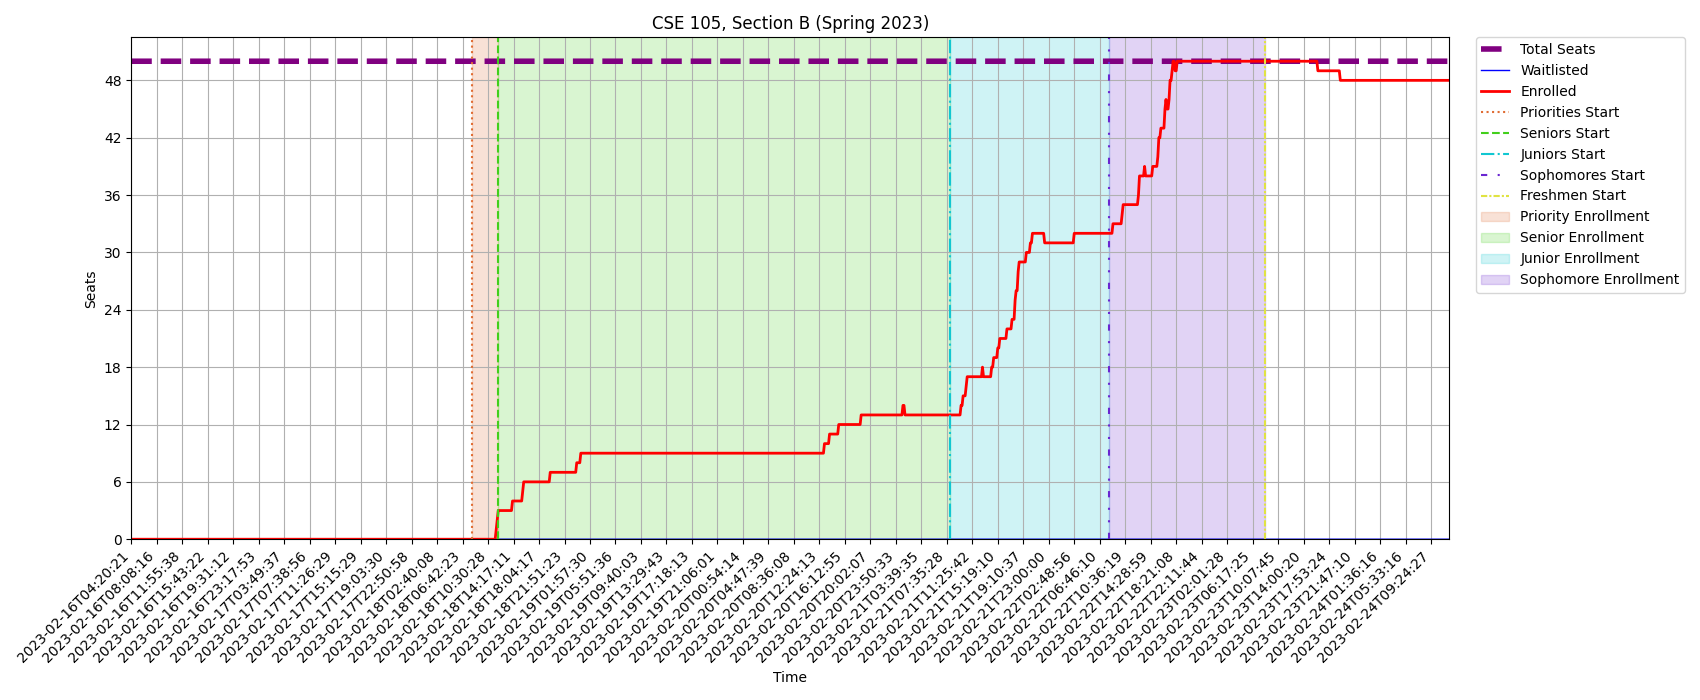 CSE 105, Section B (Spring 2023)
Seats
48
42
36
30
24
18
12
6
0
2023-02-16T04:20:21
2023-02-16T08:08:16
2023-02-16T11:55:38
2023-02-16T15:43:22
2023-02-16T19:31:12
2023-02-16T23:17:53
2023-02-17T03:49:37
2023-02-17T07:38:56
2023-02-17T11:26:29
2023-02-17T15:15:29
2023-02-17T19:03:30
2023-02-17T22:50:58
2023-02-18T02:40:08
2023-02-18T06:42:23
2023-02-18T10:30:28
2023-02-18T14:17:11
2023-02-18T18:04:17
2023-02-18T21:51:23
2023-02-19T01:57:30
2023-02-19T05:51:36
2023-02-19T09:40:03
2023-02-19T13:29:43
2023-02-19T17:18:13
2023-02-19T21:06:01
2023-02-20T00:54:14
2023-02-20T04:47:39
2023-02-20T08:36:08
2023-02-20T12:24:13
2023-02-20T16:12:55
2023-02-20T20:02:07
2023-02-20T23:50:33
2023-02-21T03:39:35
2023-02-21T07:35:28
2023-02-21T11:25:42
2023-02-21T15:19:10
2023-02-21T19:10:37
2023-02-21T23:00:00
2023-02-22T02:48:56
2023-02-22T06:46:10
2023-02-22T10:36:19
2023-02-22T14:28:59
2023-02-22T18:21:08
2023-02-22T22:11:44
2023-02-23T02:01:28
2023-02-23T06:17:25
2023-02-23T10:07:45
2023-02-23T14:00:20
2023-02-23T17:53:24
2023-02-23T21:47:10
2023-02-24T01:36:16
2023-02-24T05:33:16
2023-02-24T09:24:27
Time
Total Seats
Waitlisted
Enrolled
Priorities Start
Seniors Start
Juniors Start
Sophomores Start
Freshmen Start
Priority Enrollment
Senior Enrollment
Junior Enrollment
Sophomore Enrollment